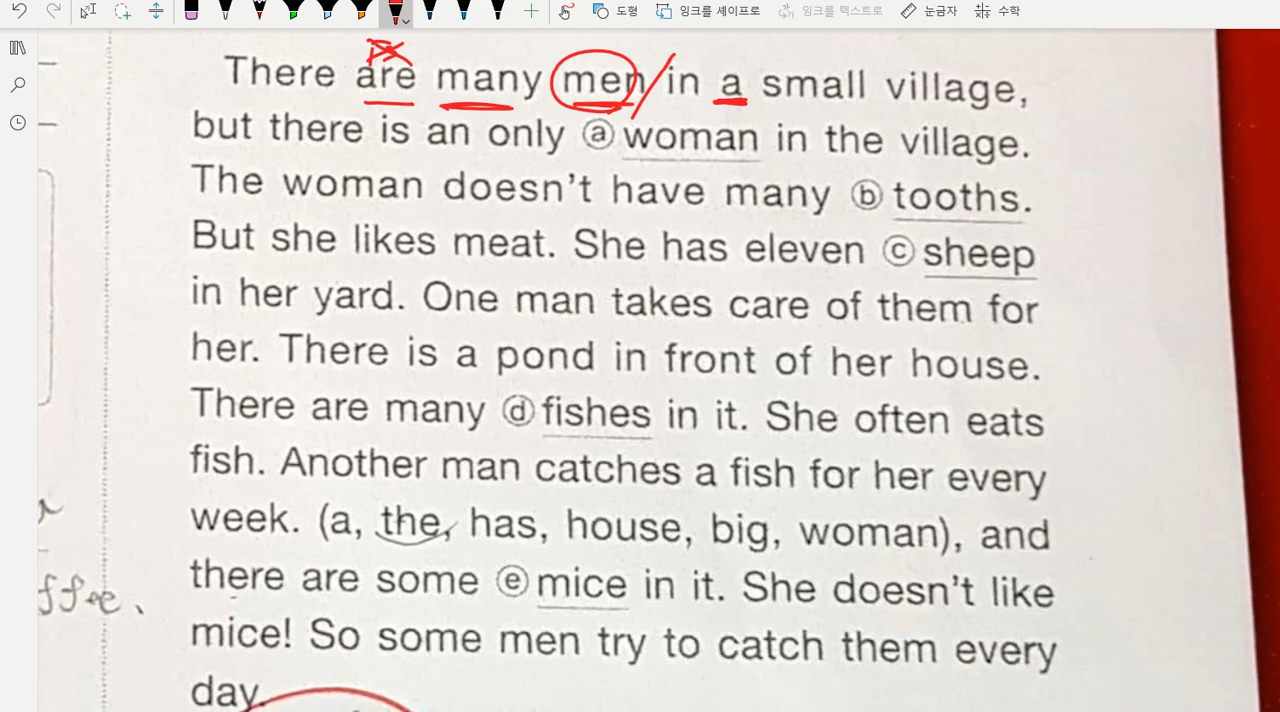 도형 잉크를 셰이프로 잉크를 텍스트로 눈금자 수학
There are many men/in a small village,
but there is an only ⓐ woman in the village.
The woman doesn't have many ⓑ tooths.
But she likes meat. She has eleven ⓒ sheep
in her yard. One man takes care of them for
her. There is a pond in front of her house.
There are many ⓓ fishes in it. She often eats
fish. Another man catches a fish for her every
week. (a, the, has, house, big, woman), and
there are some ⓔ mice in it. She doesn't like
mice! So some men try to catch them every
day.